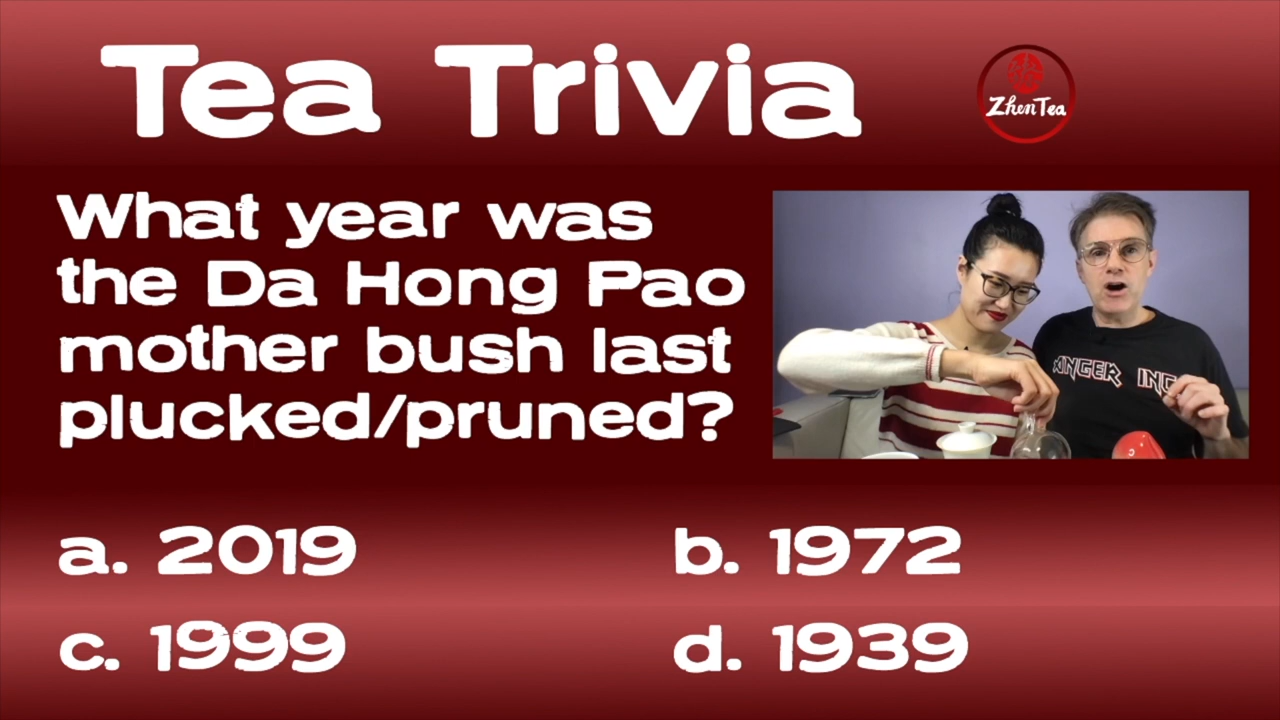 Tea Trivia
ZhenTea
What year was
the Da Hong Pao
mother bush last
plucked/pruned?
a. 2019
b. 1972
c. 1999
d. 1939